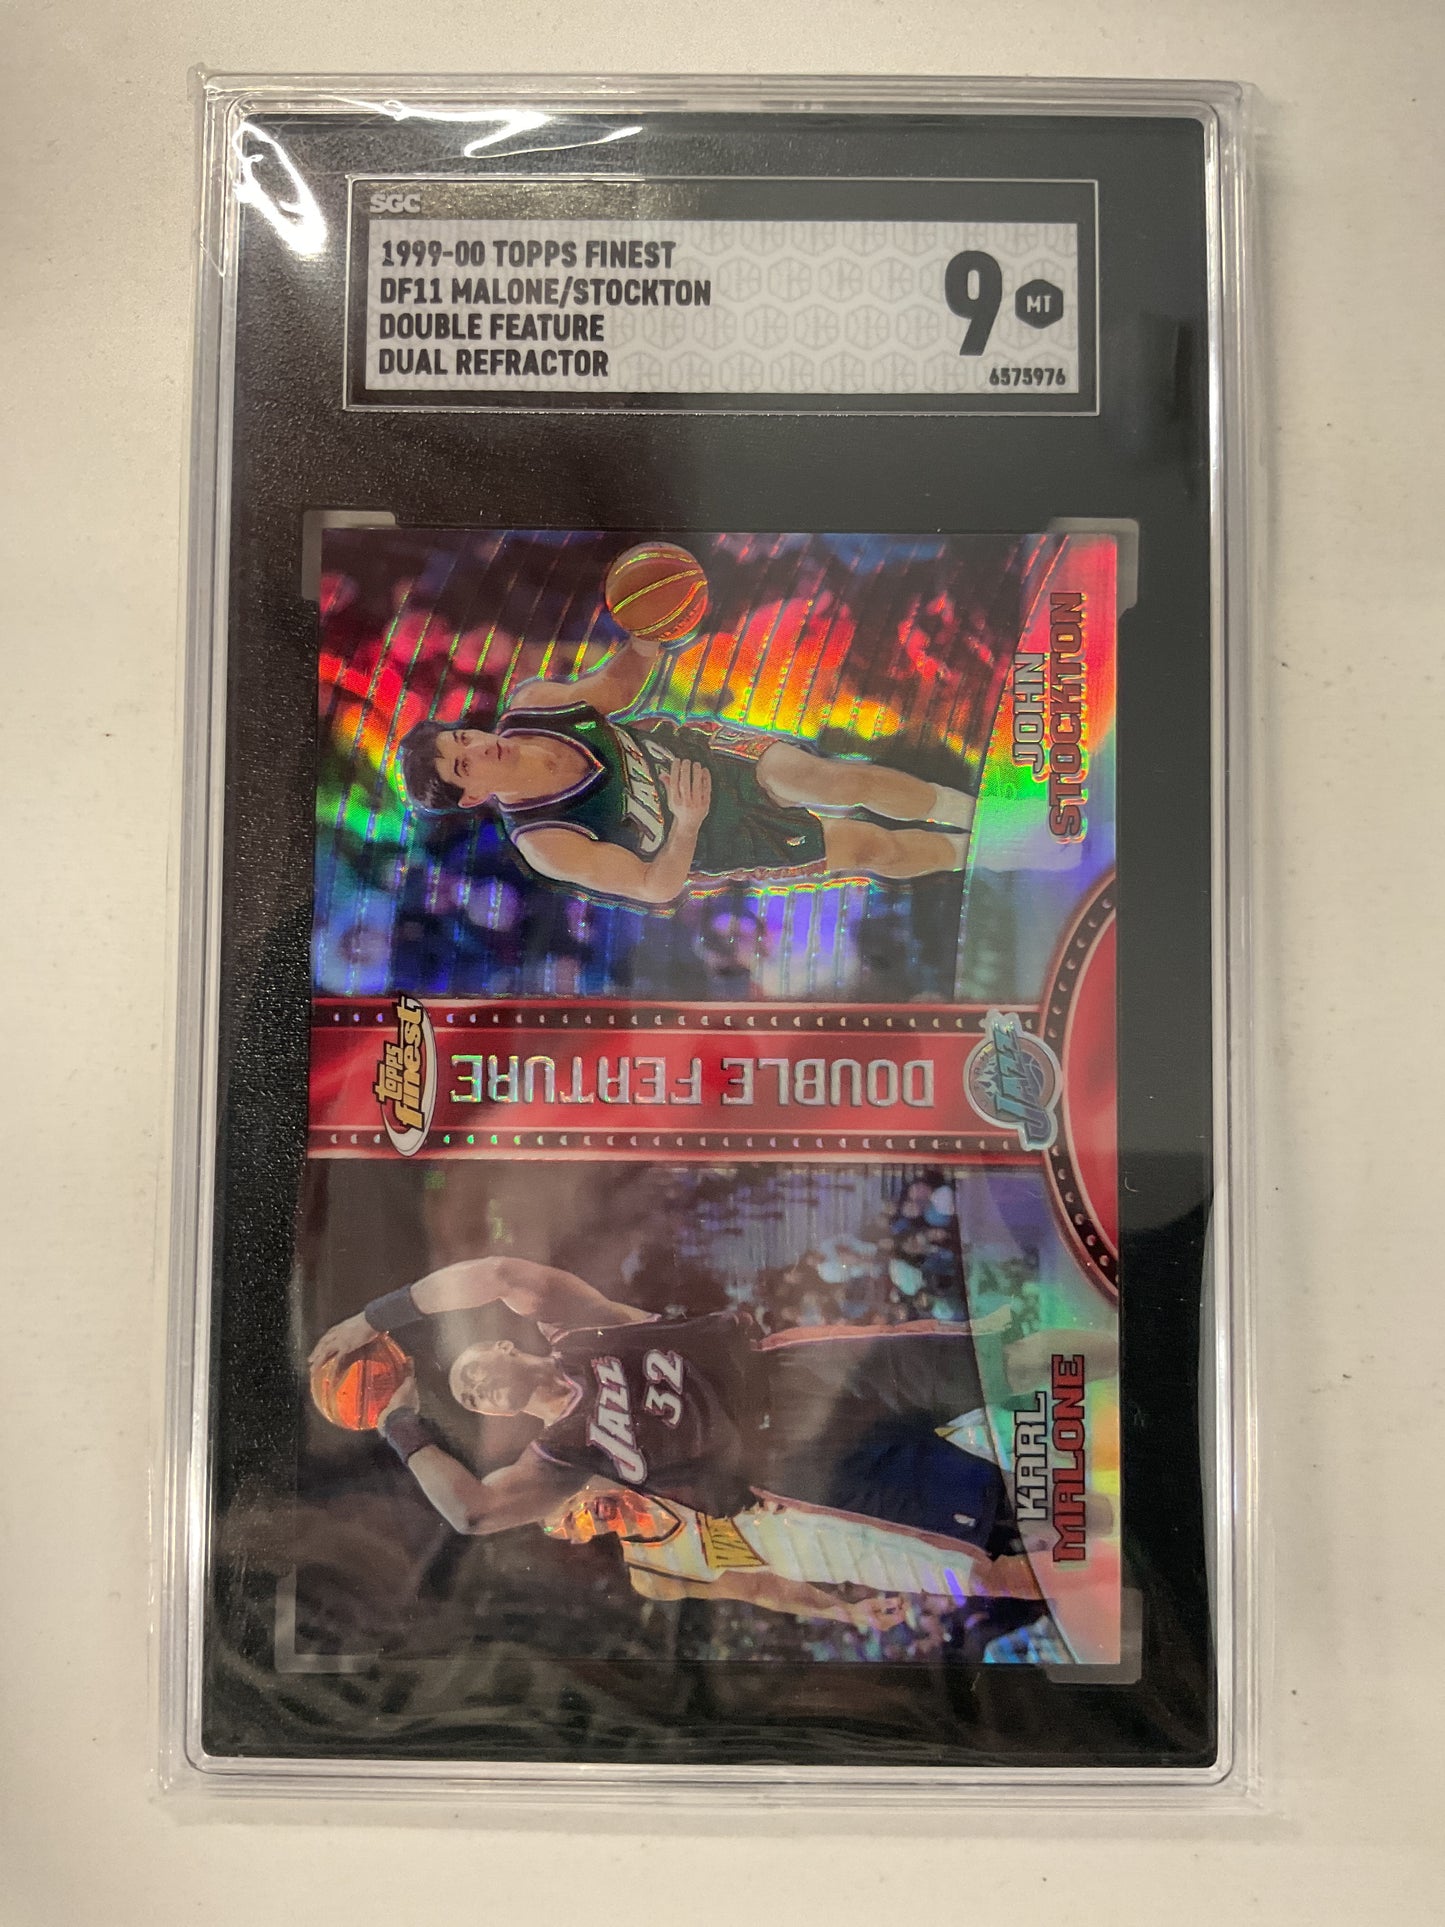 SGC
1999-00 TOPPS FINEST
DF11 MALONE/STOCKTON
DOUBLE FEATURE
DUAL REFRACTOR
9
MT
6575976
JOHN
STOCKTON
JAZZ
topps
finest
DOUBLE FEATURE
JAZZ
KARL
MALONE
JAZZ
32